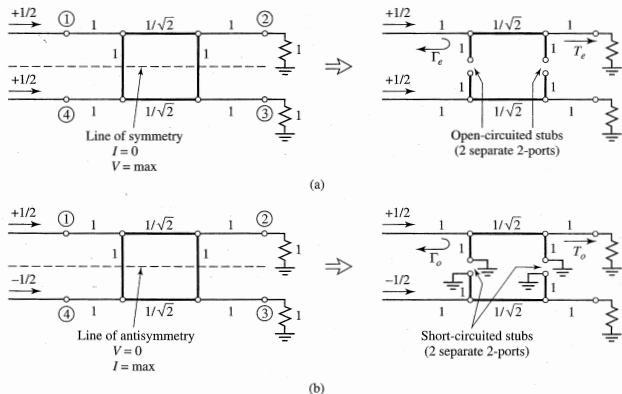 +1/2 ① 1 1/√2 1 ②
1 1 1
+1/2
④ 1 1/√2 1 ③
1
Line of symmetry
I = 0
V = max
+1/2
1 1/√2 1
Γe 1 1 Te 1
+1/2
1 1
1 1/√2 1
1
Open-circuited stubs
(2 separate 2-ports)
(a)
+1/2 ① 1 1/√2 1 ②
1 1 1
−1/2
④ 1 1/√2 1 ③
1
Line of antisymmetry
V = 0
I = max
+1/2
1 1/√2 1
Γo 1 1 To 1
−1/2
1 1
1 1/√2 1
1
Short-circuited stubs
(2 separate 2-ports)
(b)